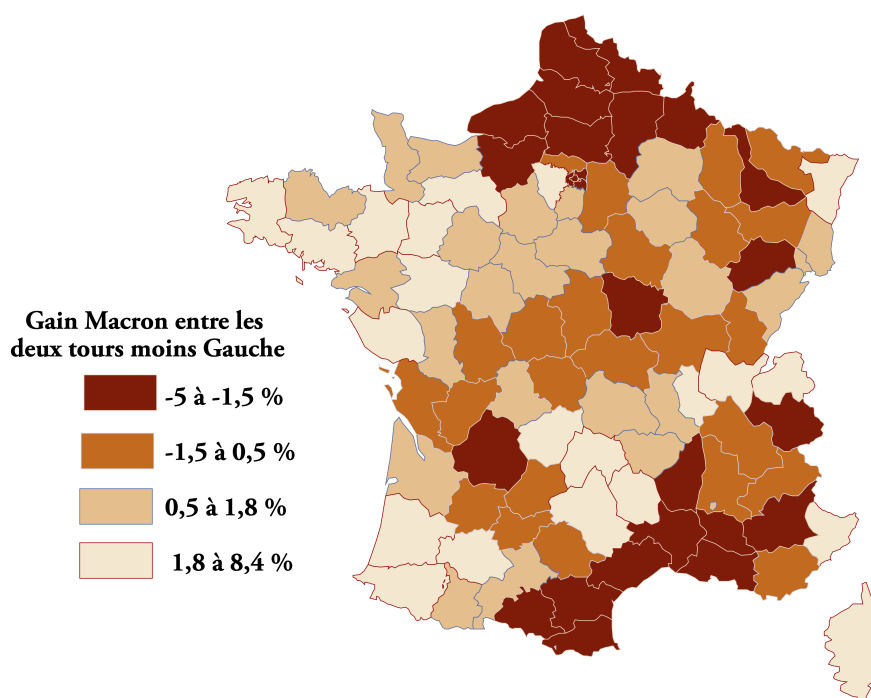 Gain Macron entre les
deux tours moins Gauche
-5 à -1,5 %
-1,5 à 0,5 %
0,5 à 1,8 %
1,8 à 8,4 %